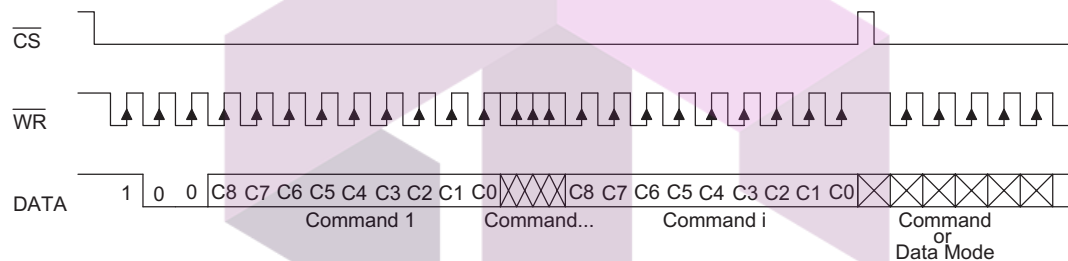 CS
WR
DATA 1 0 0 C8 C7 C6 C5 C4 C3 C2 C1 C0 C8 C7 C6 C5 C4 C3 C2 C1 C0
Command 1 Command... Command i Command
or
Data Mode